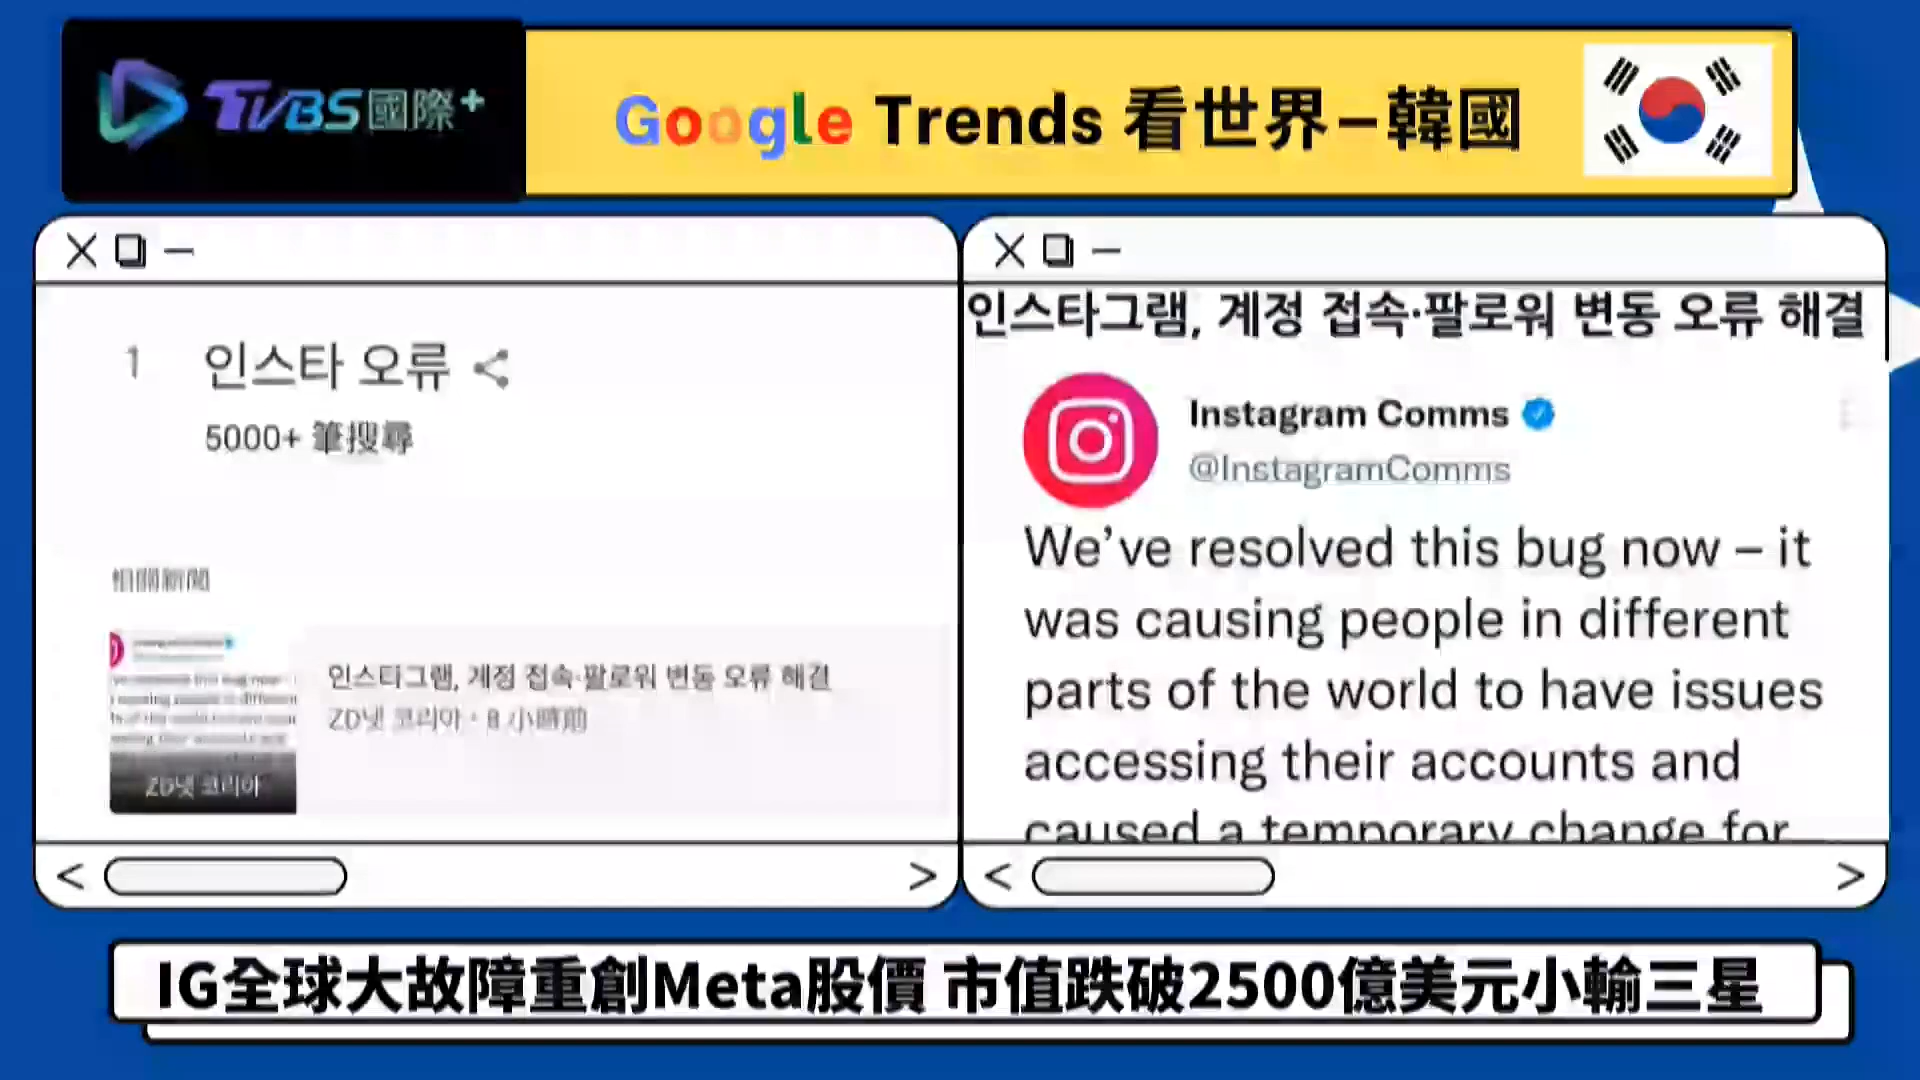 TVBS國際+
Google Trends 看世界–韓國
1 인스타 오류
5000+ 筆搜尋
相關新聞
인스타그램, 계정 접속·팔로워 변동 오류 해결
ZD넷 코리아・8 小時前
ZD넷 코리아
인스타그램, 계정 접속·팔로워 변동 오류 해결
Instagram Comms
@InstagramComms
We’ve resolved this bug now – it
was causing people in different
parts of the world to have issues
accessing their accounts and
caused a temporary change for
IG全球大故障重創Meta股價 市值跌破2500億美元小輸三星